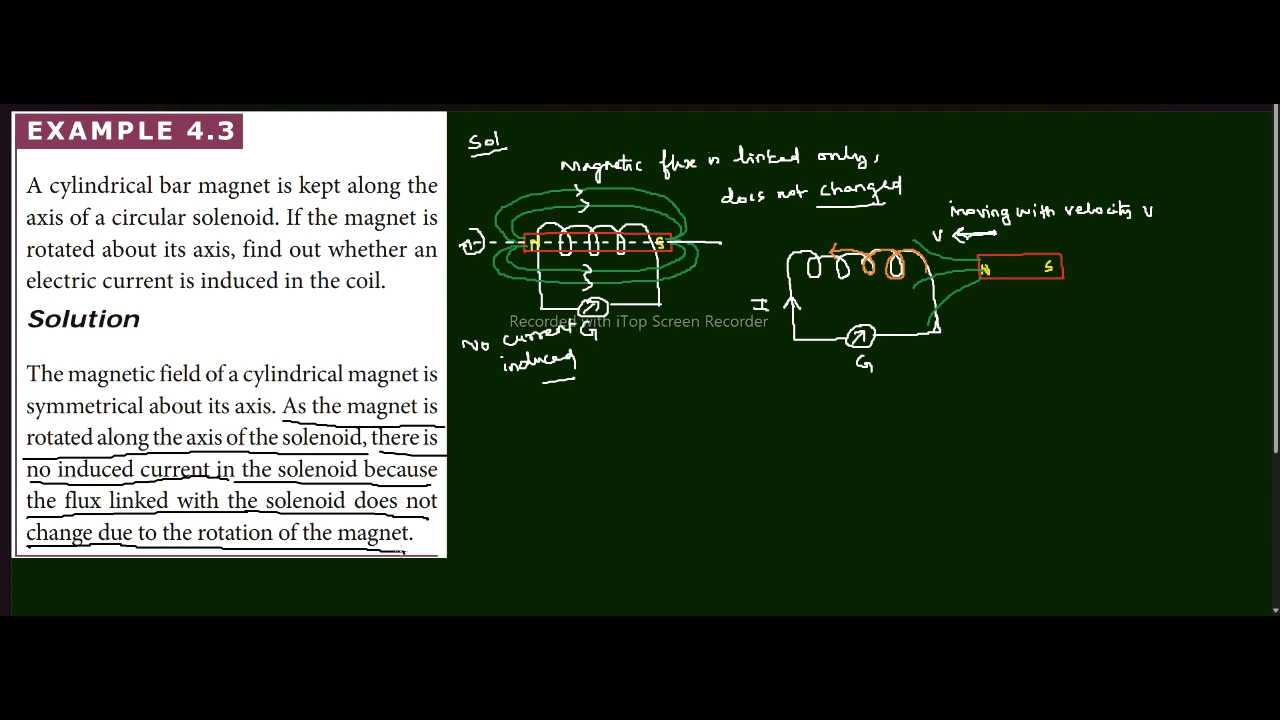 EXAMPLE 4.3
A cylindrical bar magnet is kept along the
axis of a circular solenoid. If the magnet is
rotated about its axis, find out whether an
electric current is induced in the coil.
Solution
The magnetic field of a cylindrical magnet is
symmetrical about its axis. As the magnet is
rotated along the axis of the solenoid, there is
no induced current in the solenoid because
the flux linked with the solenoid does not
change due to the rotation of the magnet.
Sol
Magnetic flux is linked only,
does not changed
N S
G
No current
induced
moving with velocity v
V
N S
I
G
Recorded with iTop Screen Recorder